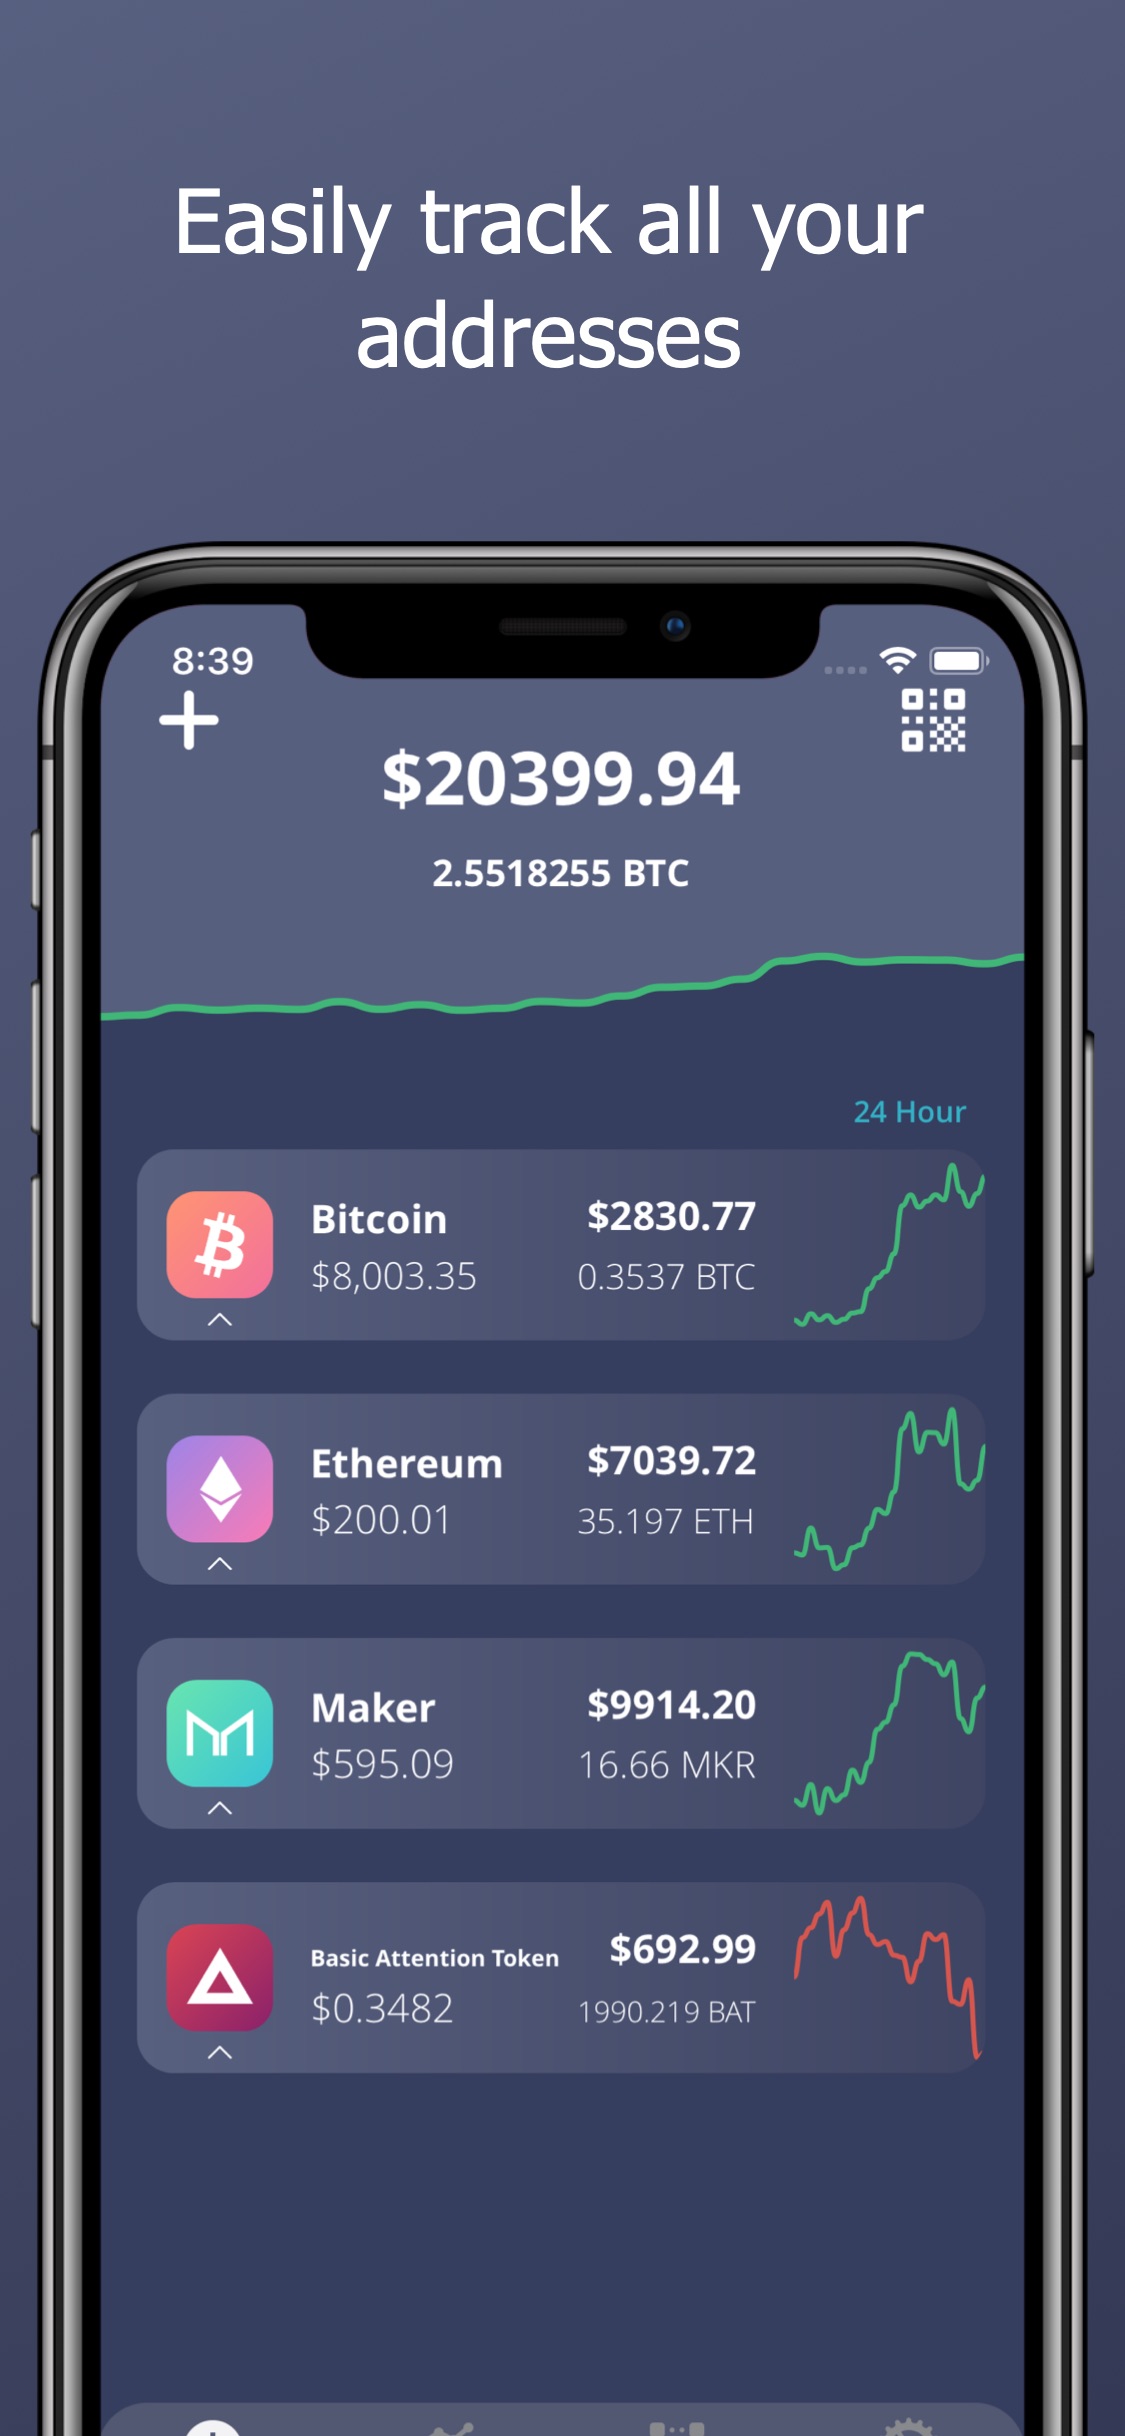 Easily track all your
addresses
8:39
$20399.94
2.5518255 BTC
24 Hour
Bitcoin
$2830.77
$8,003.35
0.3537 BTC
Ethereum
$7039.72
$200.01
35.197 ETH
Maker
$9914.20
$595.09
16.66 MKR
Basic Attention Token
$692.99
$0.3482
1990.219 BAT